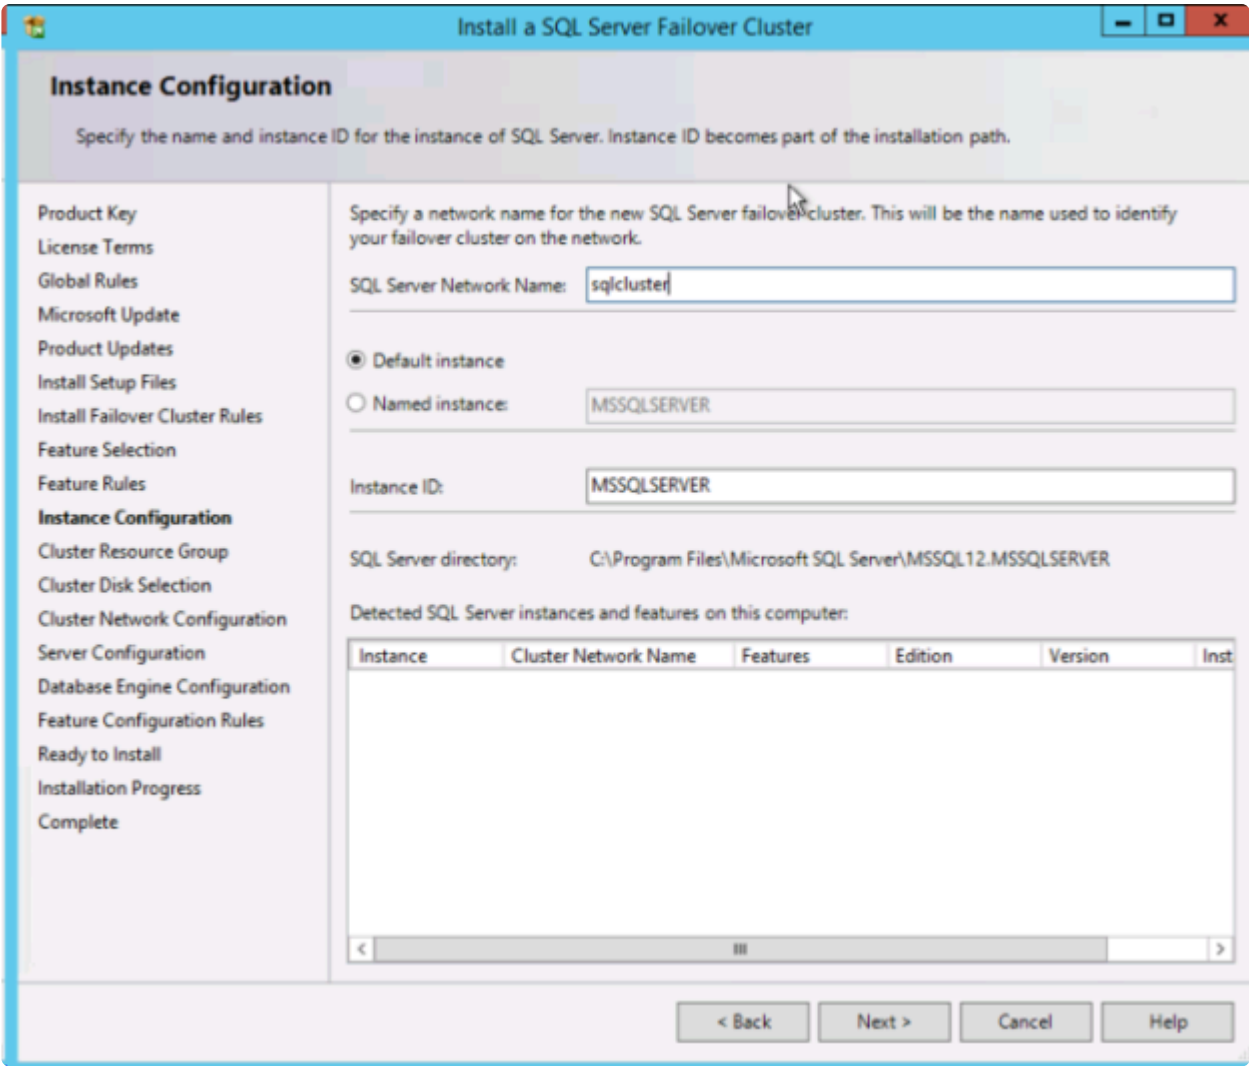 Install a SQL Server Failover Cluster
Instance Configuration
Specify the name and instance ID for the instance of SQL Server. Instance ID becomes part of the installation path.
Product Key
License Terms
Global Rules
Microsoft Update
Product Updates
Install Setup Files
Install Failover Cluster Rules
Feature Selection
Feature Rules
Instance Configuration
Cluster Resource Group
Cluster Disk Selection
Cluster Network Configuration
Server Configuration
Database Engine Configuration
Feature Configuration Rules
Ready to Install
Installation Progress
Complete
Specify a network name for the new SQL Server failover cluster. This will be the name used to identify
your failover cluster on the network.
SQL Server Network Name: sqlcluster
Default instance
Named instance: MSSQLSERVER
Instance ID: MSSQLSERVER
SQL Server directory: C:\Program Files\Microsoft SQL Server\MSSQL12.MSSQLSERVER
Detected SQL Server instances and features on this computer:
Instance Cluster Network Name Features Edition Version Inst
< Back Next > Cancel Help